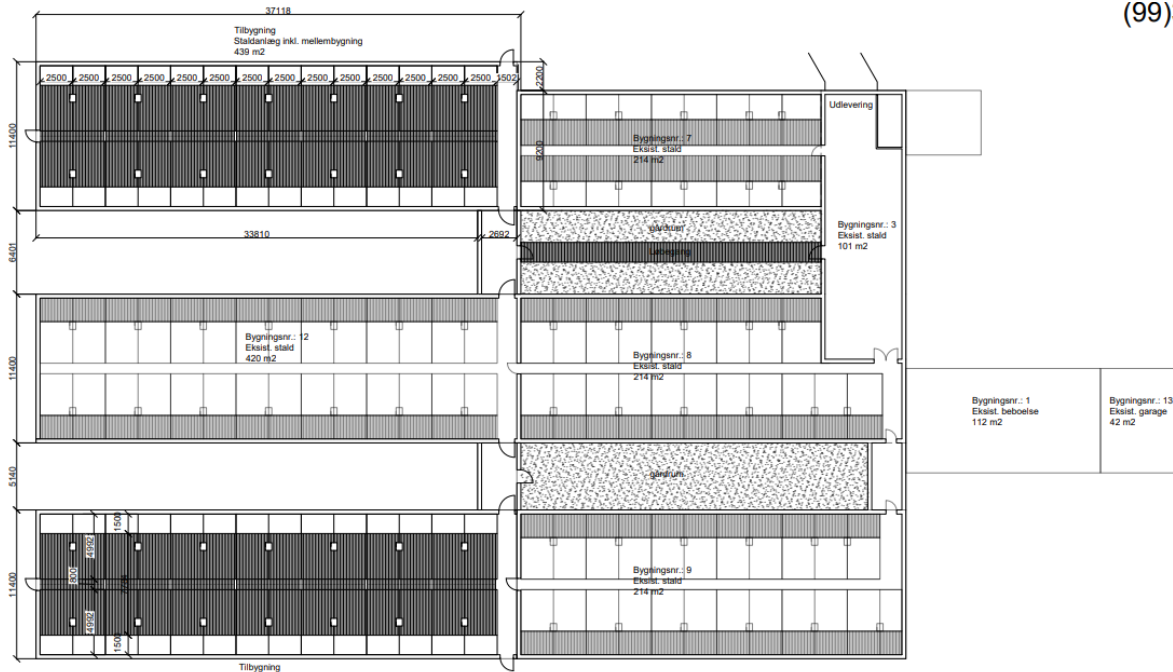 (99)
37118
Tilbygning
Staldanlæg inkl. mellembygning
439 m2
2500 2500 2500 2500 2500 2500 2500 2500 2500 2500 2500 2500 2500 2500
2200
11400
9200
Udlevering
Bygningsnr.: 7
Eksist. stald
214 m2
33810
2692
6401
gårdrum
Løbegang
Bygningsnr.: 3
Eksist. stald
101 m2
11400
Bygningsnr.: 12
Eksist. stald
420 m2
Bygningsnr.: 8
Eksist. stald
214 m2
Bygningsnr.: 1
Eksist. beboelse
112 m2
Bygningsnr.: 13
Eksist. garage
42 m2
5140
gårdrum
11400
1500
4992
800
4992
1500
Bygningsnr.: 9
Eksist. stald
214 m2
Tilbygning